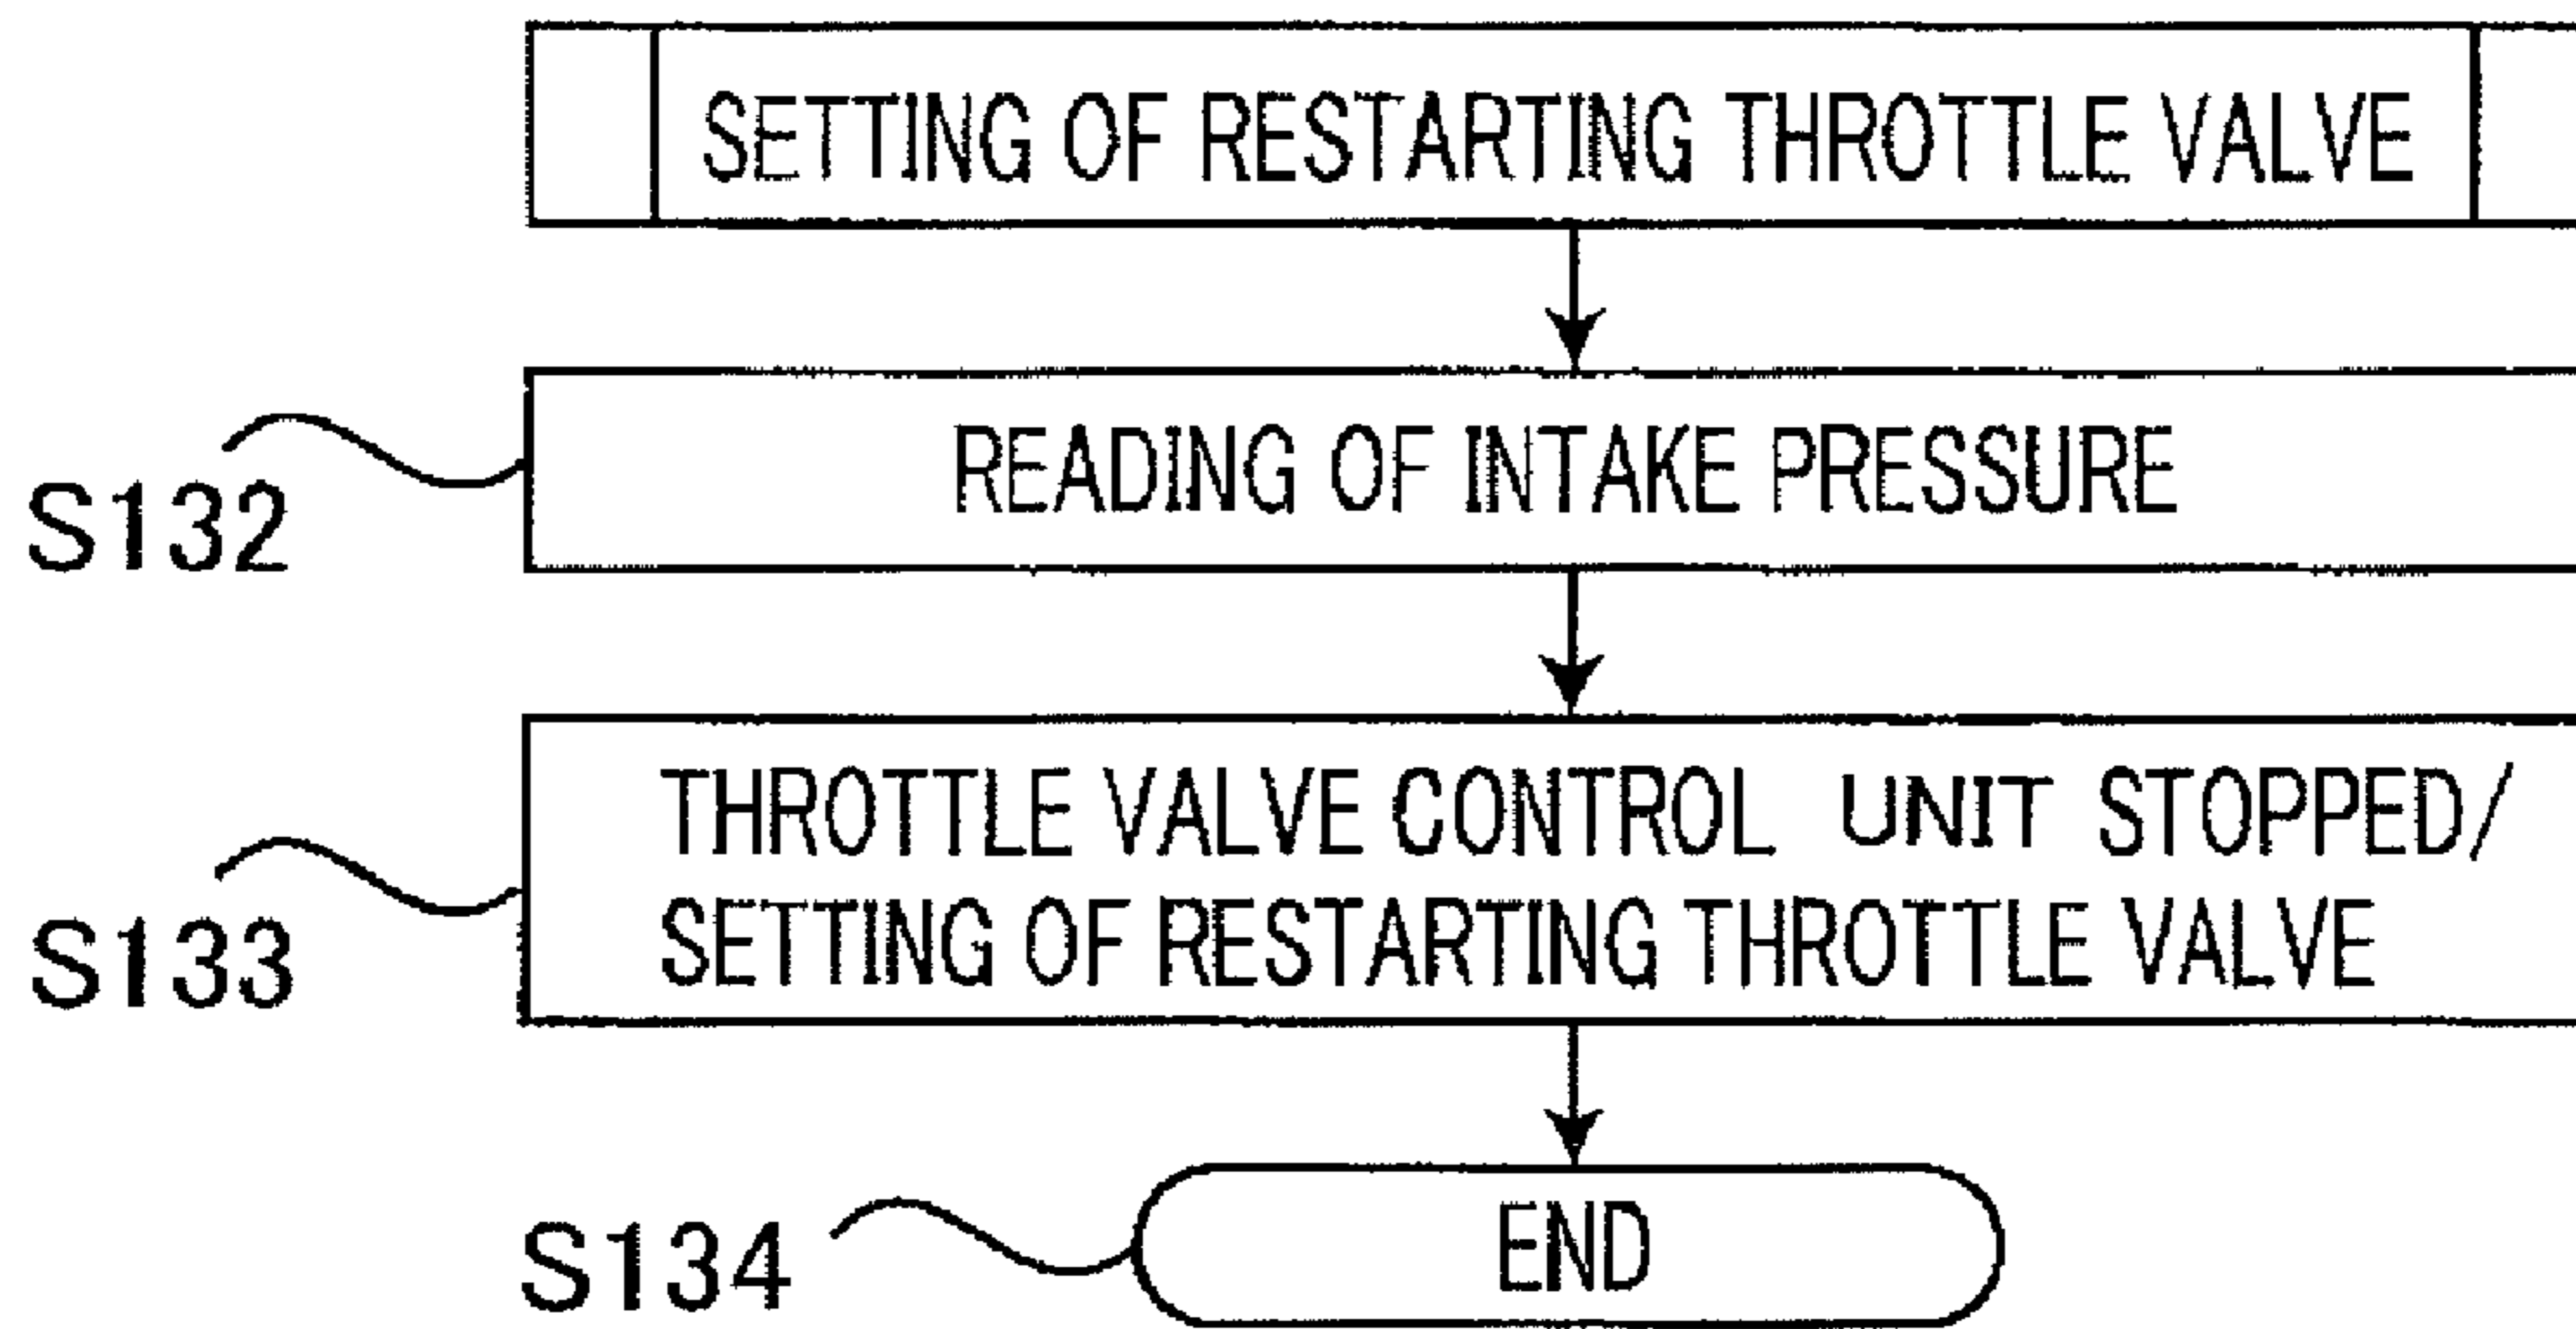 SETTING OF RESTARTING THROTTLE VALVE
READING OF INTAKE PRESSURE
S132
THROTTLE VALVE CONTROL UNIT STOPPED/
SETTING OF RESTARTING THROTTLE VALVE
S133
END
S134